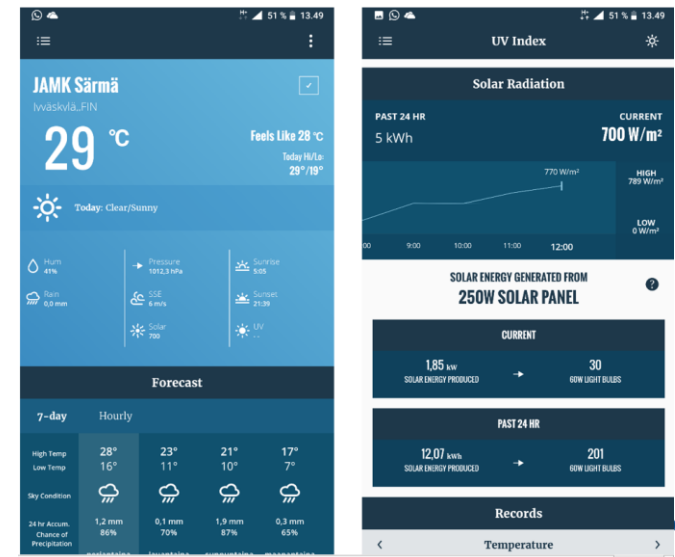 51 % 13.49
JAMK Särmä
Jyväskylä,,FIN
29 °C
Feels Like 28 °C
Today Hi/Lo:
29°/19°
Today: Clear/Sunny
Hum
41%
Pressure
1012,3 hPa
Sunrise
5:05
Rain
0,0 mm
SSE
6 m/s
Sunset
21:39
Solar
700
UV
--
Forecast
7-day Hourly
High Temp 28° 23° 21° 17°
Low Temp 16° 11° 10° 7°
Sky Condition
24 hr Accum. 1,2 mm 0,1 mm 1,9 mm 0,3 mm
Chance of
Precipitation 86% 70% 87% 65%
perjantaina lauantaina sunnuntaina maanantaina
H+ 51 % 13.49
UV Index
Solar Radiation
PAST 24 HR
5 kWh
CURRENT
700 W/m²
770 W/m²
HIGH
789 W/m²
LOW
0 W/m²
:00 9:00 10:00 11:00 12:00
SOLAR ENERGY GENERATED FROM
250W SOLAR PANEL
?
CURRENT
1,85 kW
SOLAR ENERGY PRODUCED
30
60W LIGHT BULBS
PAST 24 HR
12,07 kWh
SOLAR ENERGY PRODUCED
201
60W LIGHT BULBS
Records
Temperature